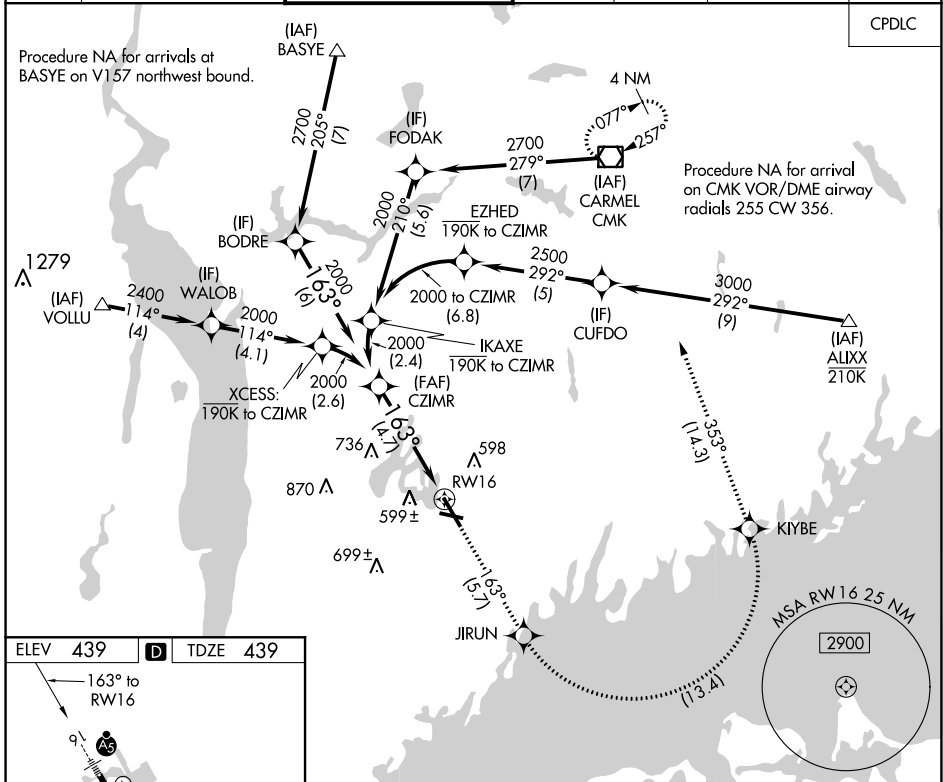 CPDLC
Procedure NA for arrivals at
BASYE on V157 northwest bound.
(IAF)
BASYE
2700
205°
(7)
(IF)
FODAK
4 NM
077°
257°
2700
279°
(7)
(IAF)
CARMEL
CMK
Procedure NA for arrival
on CMK VOR/DME airway
radials 255 CW 356.
2000
210°
(5.6)
EZHED
190K to CZIMR
(IF)
BODRE
2000
163°
(6)
2500
292°
(5)
3000
292°
(9)
2000 to CZIMR
(6.8)
(IF)
CUFDO
(IAF)
ALIXX
210K
1279
(IAF)
VOLLU
2400
114°
(4)
(IF)
WALOB
2000
114°
(4.1)
XCESS:
190K to CZIMR
2000
(2.6)
2000
(2.4)
IKAXE
190K to CZIMR
(FAF)
CZIMR
163°
(4.7)
736
598
870
599±
RW16
699±
353°
(14.3)
KIYBE
163°
(5.7)
JIRUN
(13.4)
MSA RW16 25 NM
2900
ELEV 439 D TDZE 439
163° to
RW16
16
A5